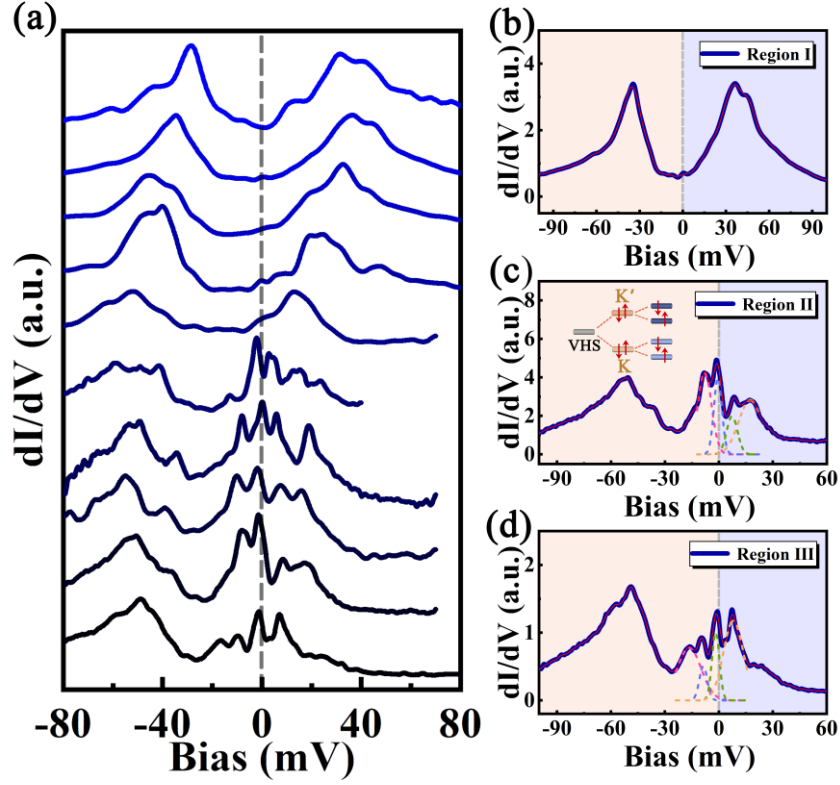 (a)
dI/dV (a.u.)
-80 -40 0 40 80
Bias (mV)
(b)
Region I
dI/dV (a.u.)
4
2
0
-90 -60 -30 0 30 60 90
Bias (mV)
(c)
Region II
dI/dV (a.u.)
8
6
4
2
0
K'
VHS
K
-90 -60 -30 0 30 60
Bias (mV)
(d)
Region III
dI/dV (a.u.)
2
1
0
-90 -60 -30 0 30 60
Bias (mV)